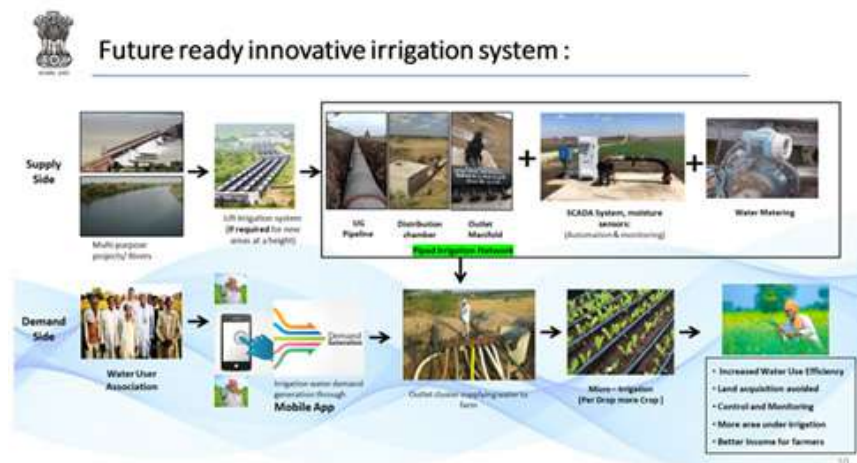 Future ready innovative irrigation system :
Supply
Side
Multi-purpose
projects/ Rivers
Lift Irrigation system
(If required for new
areas at a height)
UG
Pipeline
Distribution
chamber
Outlet
Manifold
Piped Irrigation Network
SCADA System, moisture
sensors:
(Automation & monitoring)
Water Metering
Demand
Side
Water User
Association
Demand
Generation
Irrigation water demand
generation through
Mobile App
Outlet cluster supplying water to
farm
Micro – Irrigation
(Per Drop more Crop )
• Increased Water Use Efficiency
• Land acquisition avoided
• Control and Monitoring
• More area under irrigation
• Better Income for farmers